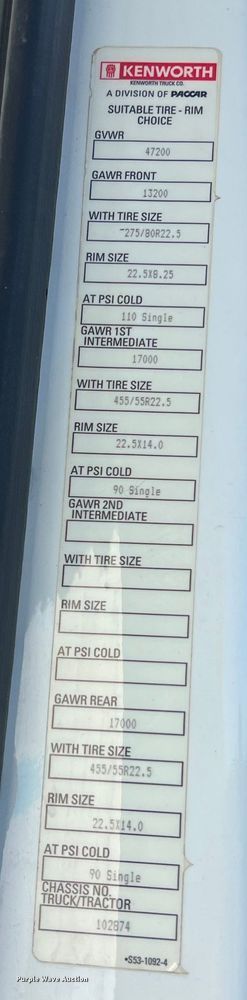 KENWORTH
KENWORTH TRUCK CO.
A DIVISION OF PACCAR
SUITABLE TIRE - RIM
CHOICE
GVWR
47200
GAWR FRONT
13200
WITH TIRE SIZE
275/80R22.5
RIM SIZE
22.5X8.25
AT PSI COLD
110 Single
GAWR 1ST
INTERMEDIATE
17000
WITH TIRE SIZE
455/55R22.5
RIM SIZE
22.5X14.0
AT PSI COLD
90 Single
GAWR 2ND
INTERMEDIATE
WITH TIRE SIZE
RIM SIZE
AT PSI COLD
GAWR REAR
17000
WITH TIRE SIZE
455/55R22.5
RIM SIZE
22.5X14.0
AT PSI COLD
90 Single
CHASSIS NO.
TRUCK/TRACTOR
102874
•S53-1092-4
Purple Wave Auction